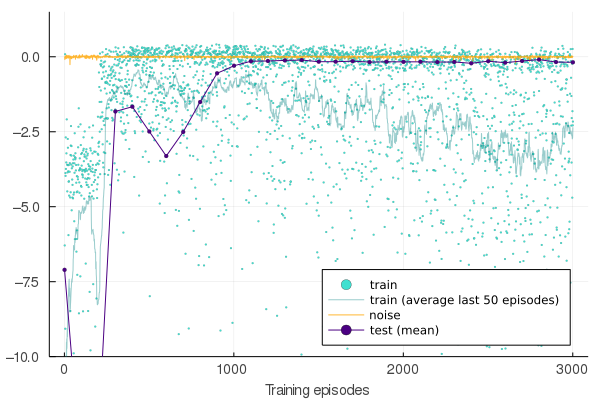 0.0
−2.5
−5.0
−7.5
−10.0
0
1000
2000
3000
Training episodes
train
train (average last 50 episodes)
noise
test (mean)